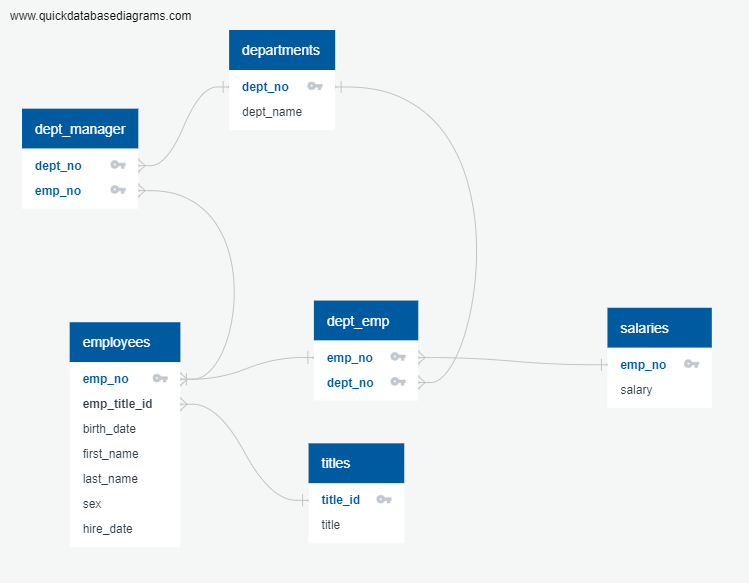 www.quickdatabasediagrams.com
departments
dept_no
dept_name
dept_manager
dept_no
emp_no
dept_emp
emp_no
dept_no
salaries
emp_no
salary
employees
emp_no
emp_title_id
birth_date
first_name
last_name
sex
hire_date
titles
title_id
title